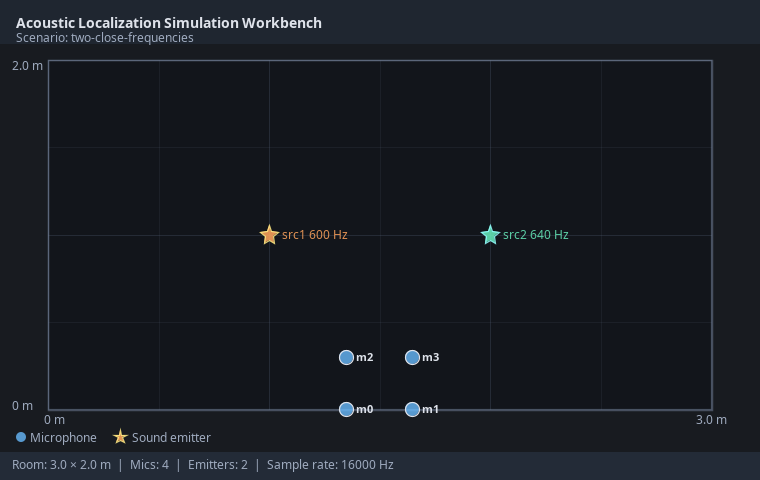 Acoustic Localization Simulation Workbench
Scenario: two-close-frequencies
2.0 m
src1 600 Hz
src2 640 Hz
m2
m3
0 m
m0
m1
0 m
3.0 m
Microphone
Sound emitter
Room: 3.0 × 2.0 m | Mics: 4 | Emitters: 2 | Sample rate: 16000 Hz